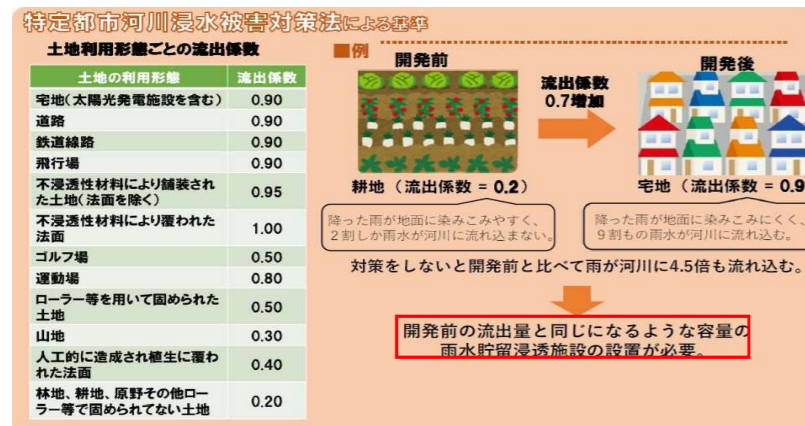 特定都市河川浸水被害対策法による基準
土地利用形態ごとの流出係数
土地の利用形態 流出係数
宅地(太陽光発電施設を含む) 0.90
道路 0.90
鉄道線路 0.90
飛行場 0.90
不浸透性材料により舗装され
た土地(法面を除く) 0.95
不浸透性材料により覆われた
法面 1.00
ゴルフ場 0.50
運動場 0.80
ローラー等を用いて固められた
土地 0.50
山地 0.30
人工的に造成され植生に覆わ
れた法面 0.40
林地、耕地、原野その他ロー
ラー等で固められてない土地 0.20
■例
開発前
流出係数
0.7増加
開発後
耕地(流出係数 = 0.2)
宅地(流出係数 = 0.9
降った雨が地面に染みこみやすく、
2割しか雨水が河川に流れ込まない。
降った雨が地面に染みこみにくく、
9割もの雨水が河川に流れ込む。
対策をしないと開発前と比べて雨が河川に4.5倍も流れ込む。
開発前の流出量と同じになるような容量の
雨水貯留浸透施設の設置が必要。